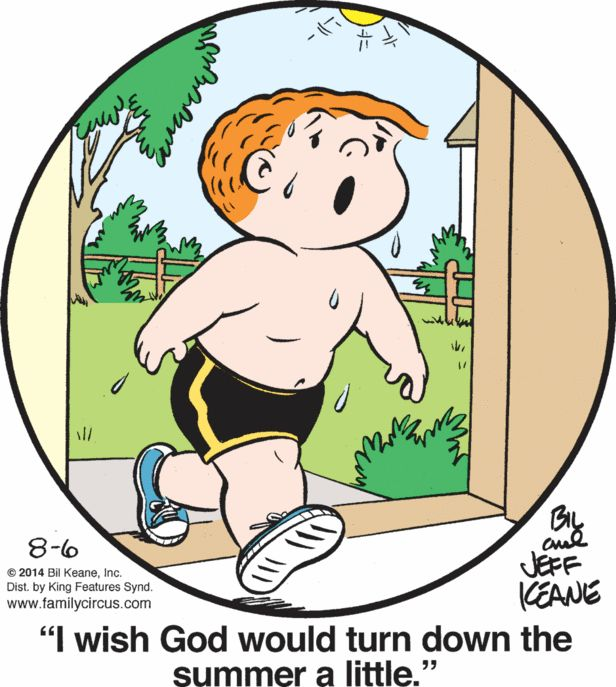 8-6
© 2014 Bil Keane, Inc.
Dist. by King Features Synd.
www.familycircus.com
BIL
and
JEFF
KEANE
“I wish God would turn down the
summer a little.”